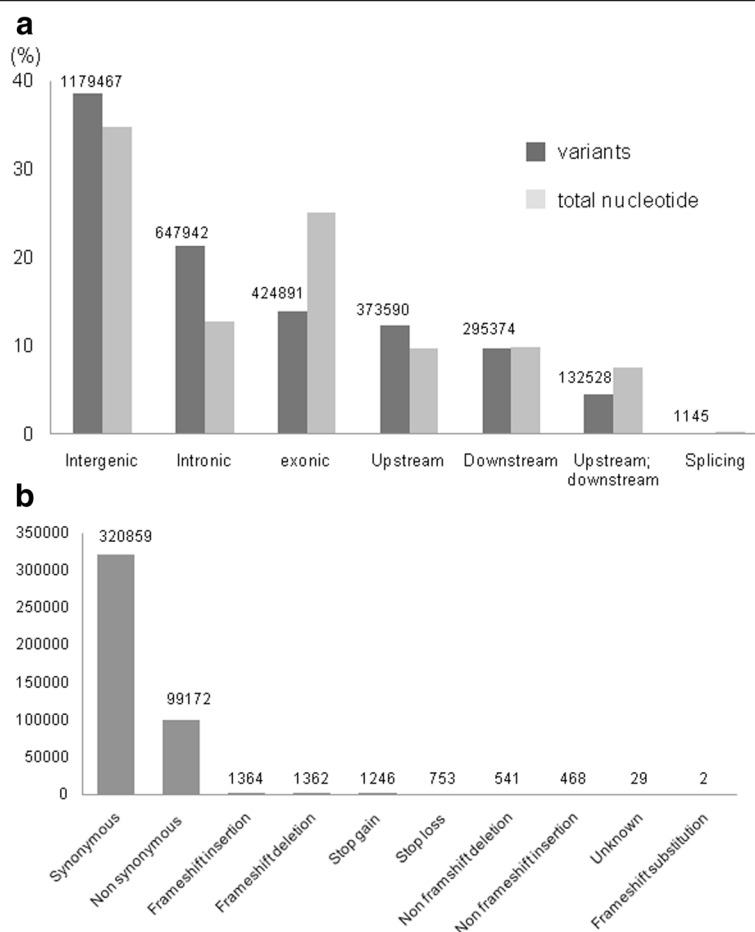 a
(%)
40
30
20
10
0
1179467
647942
424891
373590
295374
132528
1145
variants
total nucleotide
Intergenic
Intronic
exonic
Upstream
Downstream
Upstream;
downstream
Splicing
b
350000
300000
250000
200000
150000
100000
50000
0
320859
99172
1364
1362
1246
753
541
468
29
2
Synonymous
Non synonymous
Frameshift insertion
Frameshift deletion
Stop gain
Stop loss
Non framshift deletion
Non frameshift insertion
Unknown
Frameshift substitution